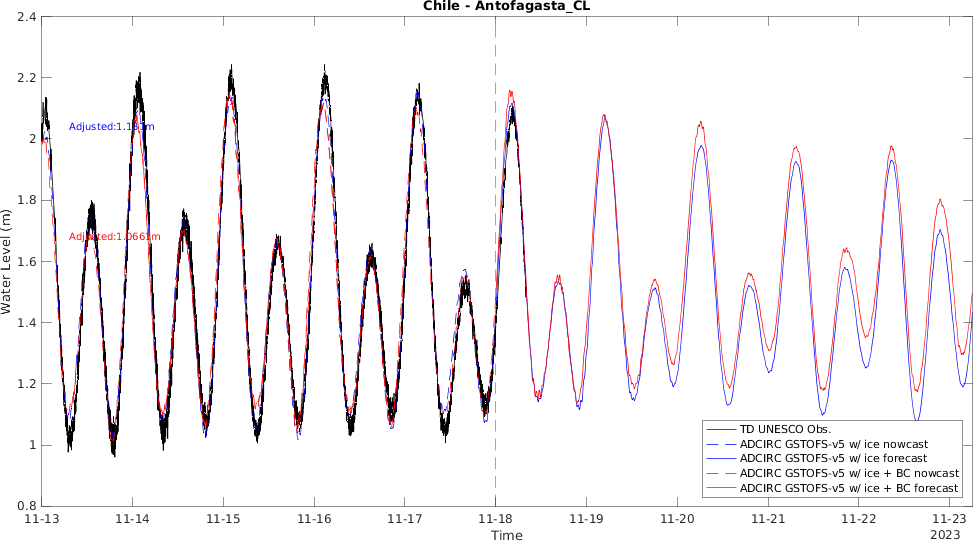 Chile - Antofagasta_CL
2.4
2.2
2
1.8
1.6
1.4
1.2
1
0.8
Water Level (m)
Adjusted:
Adjusted:1.066
TD UNESCO Obs.
ADCIRC GSTOFS-v5 w/ ice nowcast
ADCIRC GSTOFS-v5 w/ ice forecast
ADCIRC GSTOFS-v5 w/ ice + BC nowcast
ADCIRC GSTOFS-v5 w/ ice + BC forecast
11-13 11-14 11-15 11-16 11-17 11-18 11-19 11-20 11-21 11-22 11-23
2023
Time